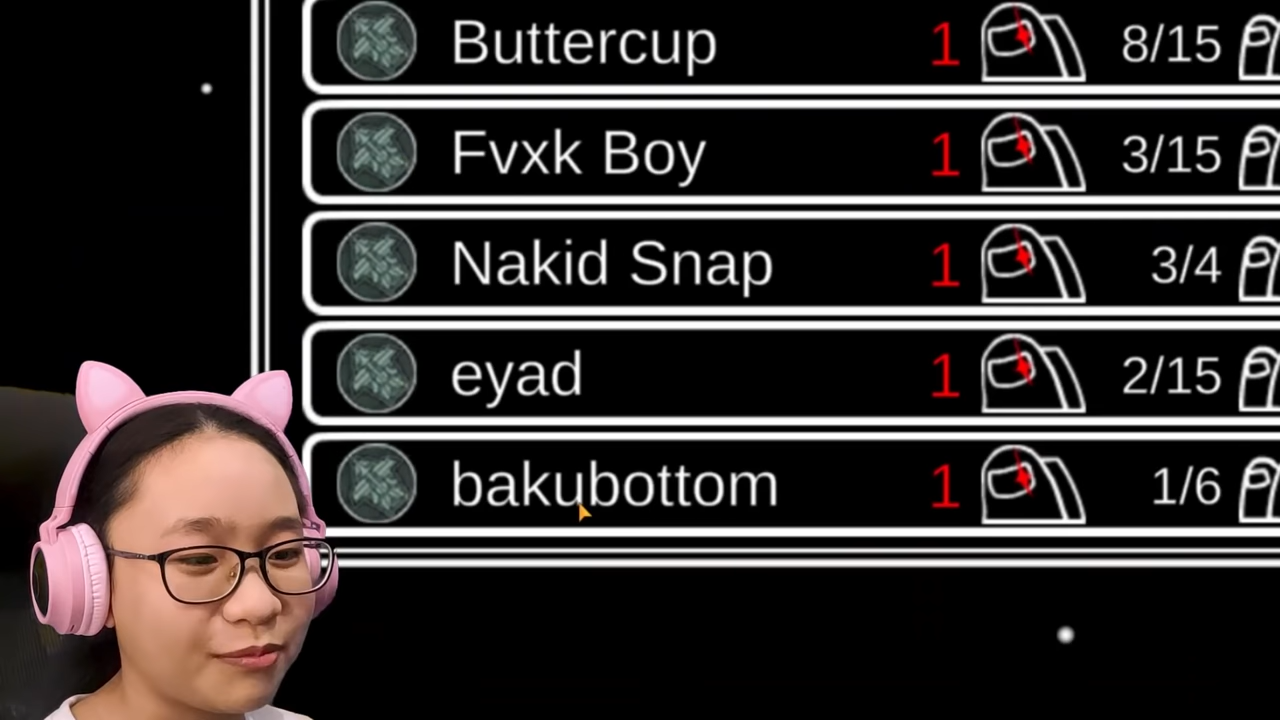 Buttercup 1 8/15
Fvxk Boy 1 3/15
Nakid Snap 1 3/4
eyad 1 2/15
bakubottom 1 1/6